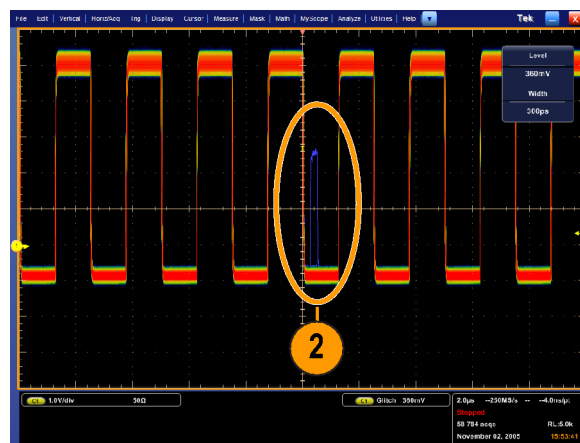 File Edit Vertical Horiz/Acq Trig Display Cursor Measure Mask Math MyScope Analyze Utilities Help Tek X
Level
360mV
Width
300ps
2
C1 1.0V/div 50Ω
C1 Glitch 360mV
2.0µs 250MS/s 4.0ns/pt
Stopped
58 784 acqs RL:5.0k
November 02, 2005 15:53:41